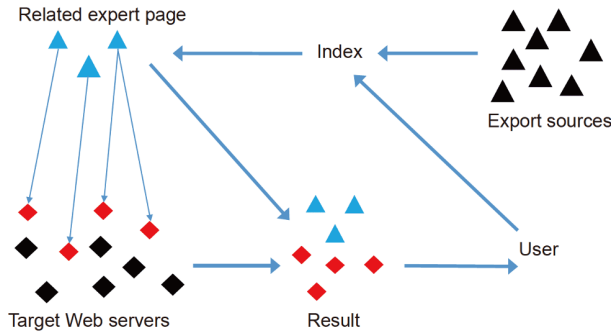 Related expert page
Index
Export sources
User
Target Web servers
Result